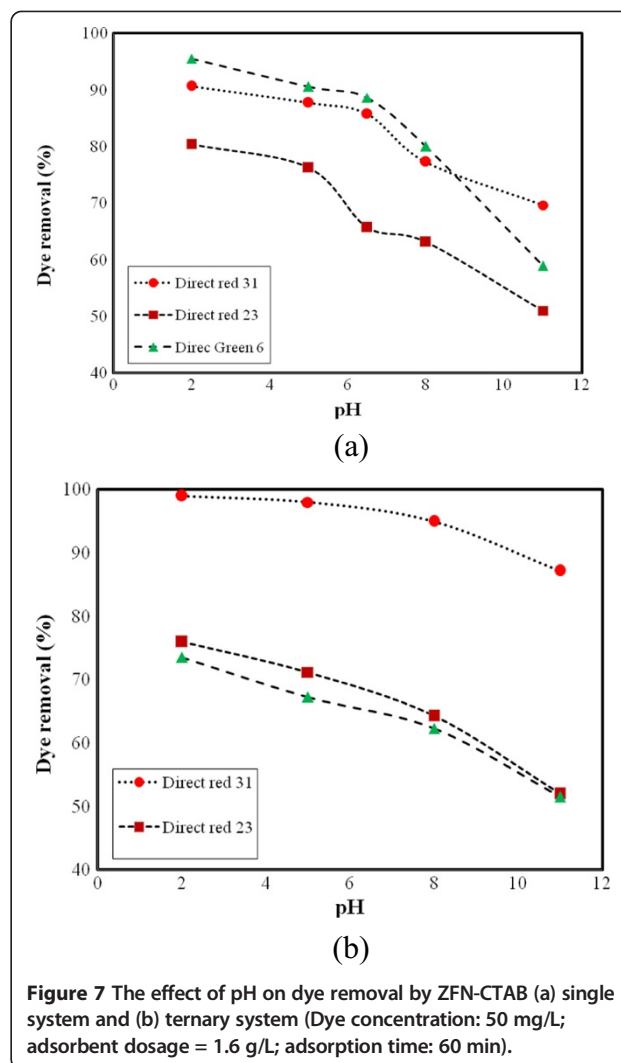 100
90
80
70
60
50
40
Dye removal (%)
Direct red 31
Direct red 23
Direc Green 6
0 2 4 6 8 10 12
pH
(a)
100
90
80
70
60
50
40
Dye removal (%)
Direct red 31
Direct red 23
0 2 4 6 8 10 12
pH
(b)
Figure 7 The effect of pH on dye removal by ZFN-CTAB (a) single
system and (b) ternary system (Dye concentration: 50 mg/L;
adsorbent dosage = 1.6 g/L; adsorption time: 60 min).